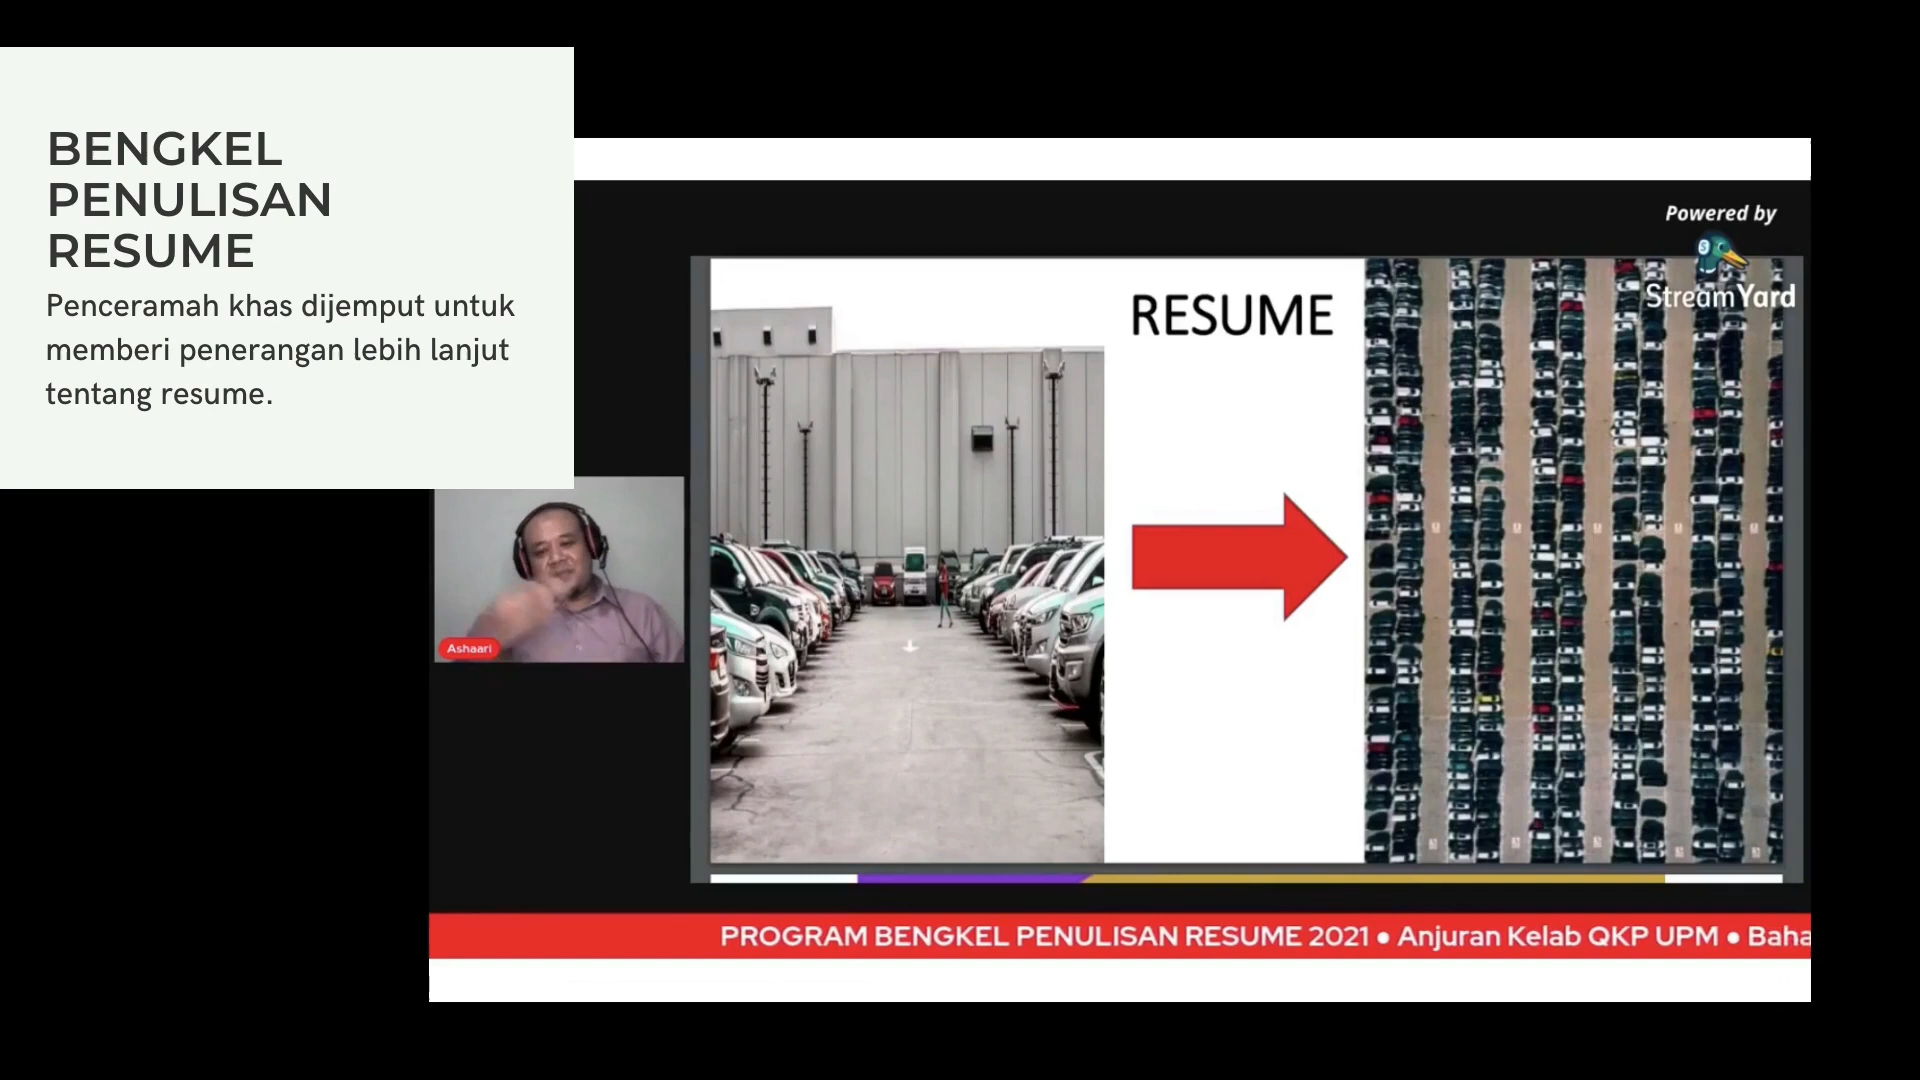 BENGKEL
PENULISAN
RESUME
Penceramah khas dijemput untuk
memberi penerangan lebih lanjut
tentang resume.
Powered by
StreamYard
RESUME
Ashaari
PROGRAM BENGKEL PENULISAN RESUME 2021 ● Anjuran Kelab QKP UPM ● Baha